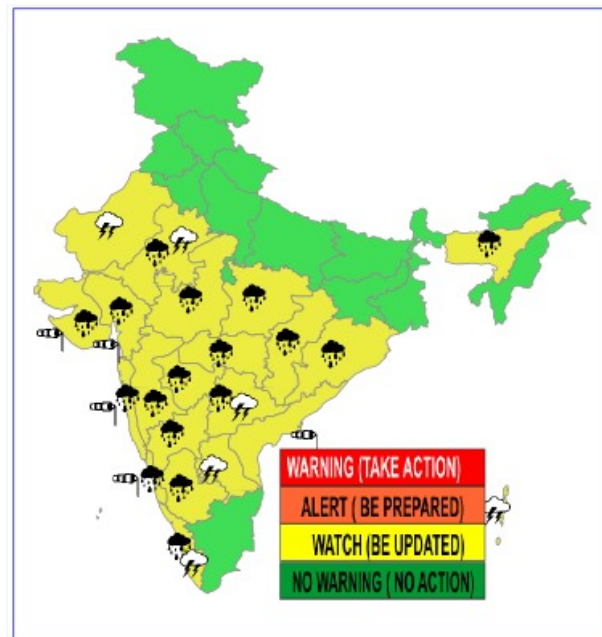 WARNING (TAKE ACTION)
ALERT ( BE PREPARED)
WATCH (BE UPDATED)
NO WARNING ( NO ACTION)